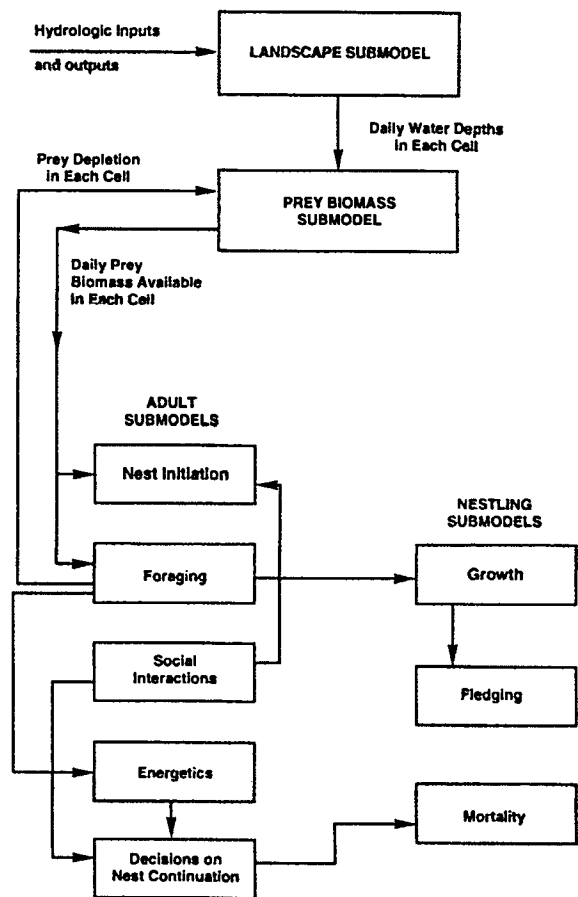 Hydrologic Inputs
and outputs
LANDSCAPE SUBMODEL
Daily Water Depths
in Each Cell
Prey Depletion
in Each Cell
PREY BIOMASS
SUBMODEL
Daily Prey
Biomass Available
in Each Cell
ADULT
SUBMODELS
Nest Initiation
NESTLING
SUBMODELS
Foraging
Growth
Social
Interactions
Fledging
Energetics
Mortality
Decisions on
Nest Continuation